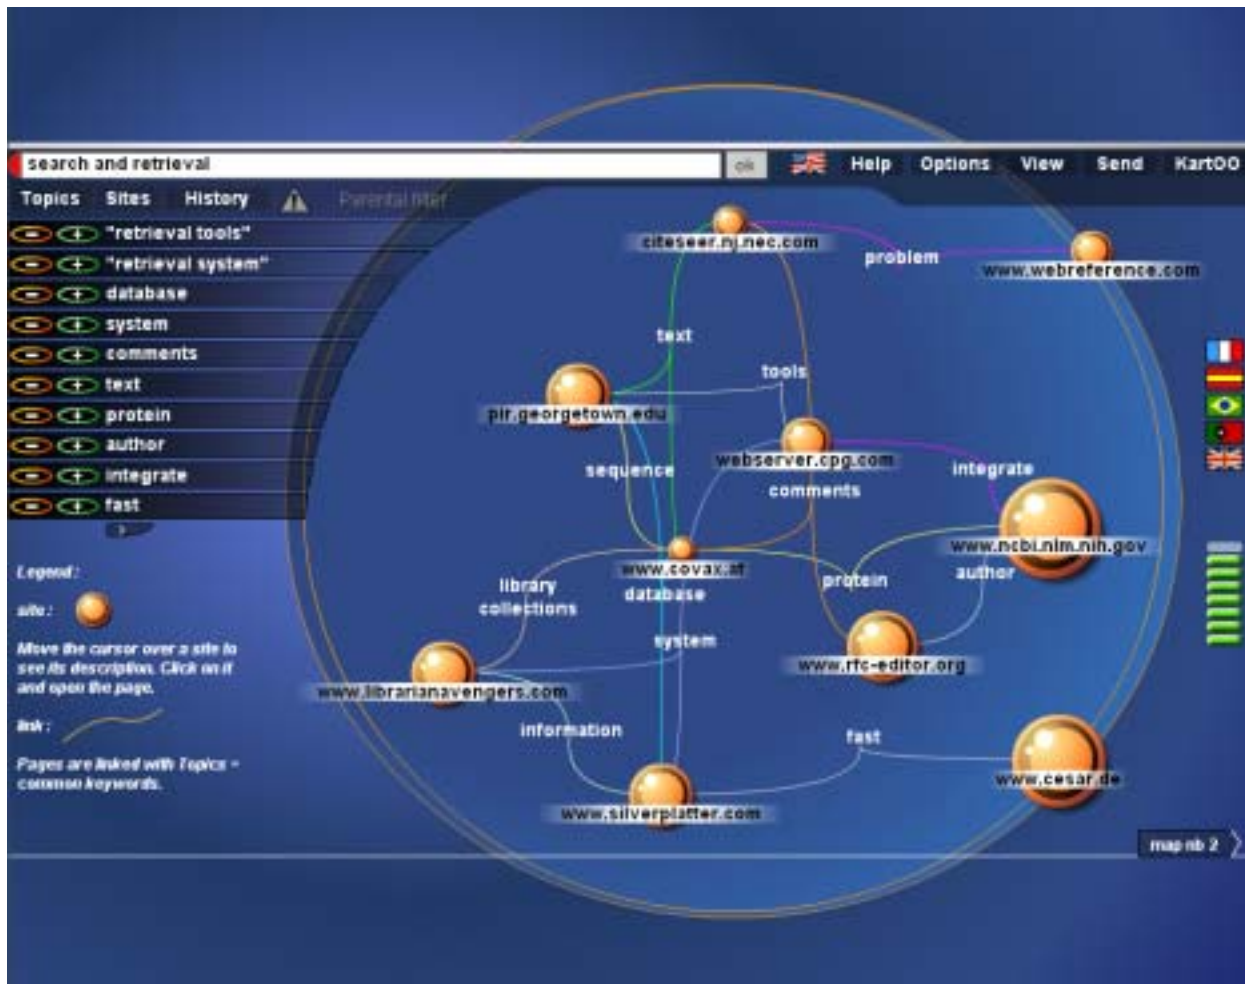 search and retrieval
ok
Help
Options
View
Send
KartOO
Topics
Sites
History
Parental filter
"retrieval tools"
"retrieval system"
database
system
comments
text
protein
author
integrate
fast
Legend :
site :
Move the cursor over a site to
see its description. Click on it
and open the page.
link :
Pages are linked with Topics =
common keywords.
citeseer.nj.nec.com
problem
www.webreference.com
text
tools
pir.georgetown.edu
webserver.cpg.com
sequence
comments
integrate
www.ncbi.nlm.nih.gov
www.covax.at
author
protein
library
collections
database
system
www.rfc-editor.org
www.librarianavengers.com
information
fast
www.cesar.de
www.silverplatter.com
map nb 2